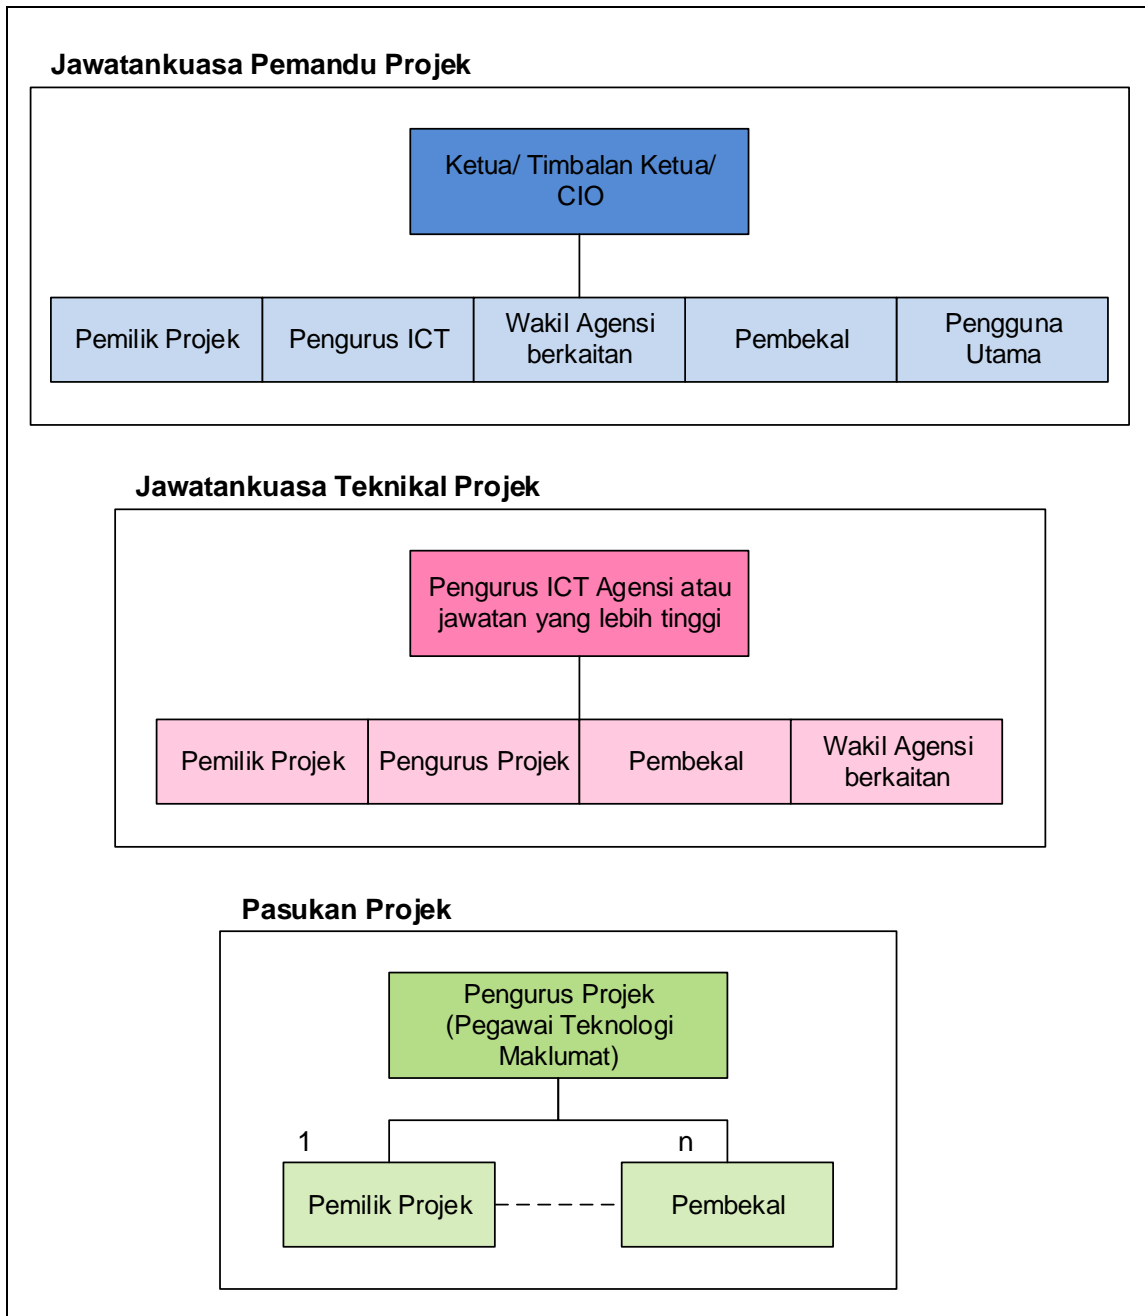 Jawatankuasa Pemandu Projek
Ketua/ Timbalan Ketua/
CIO
Pemilik Projek
Pengurus ICT
Wakil Agensi
berkaitan
Pembekal
Pengguna
Utama
Jawatankuasa Teknikal Projek
Pengurus ICT Agensi atau
jawatan yang lebih tinggi
Pemilik Projek
Pengurus Projek
Pembekal
Wakil Agensi
berkaitan
Pasukan Projek
Pengurus Projek
(Pegawai Teknologi
Maklumat)
1
n
Pemilik Projek
Pembekal